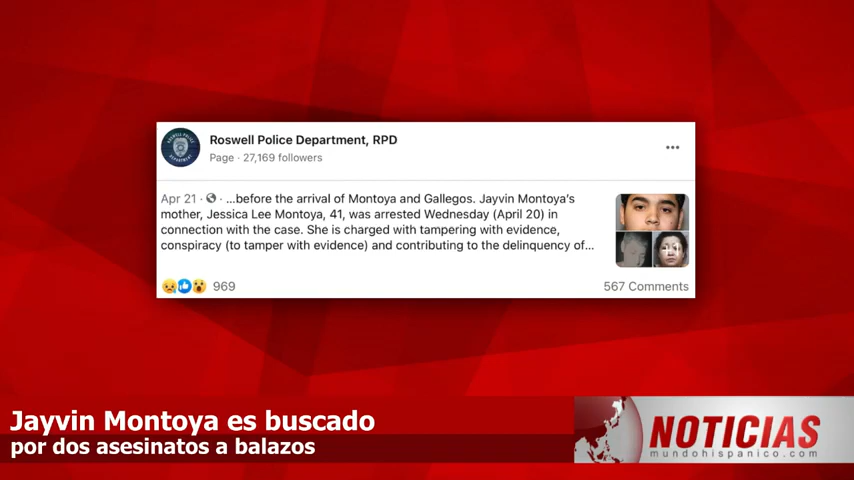 Roswell Police Department, RPD
Page · 27,169 followers
Apr 21 · · ...before the arrival of Montoya and Gallegos. Jayvin Montoya's
mother, Jessica Lee Montoya, 41, was arrested Wednesday (April 20) in
connection with the case. She is charged with tampering with evidence,
conspiracy (to tamper with evidence) and contributing to the delinquency of...
969
567 Comments
Jayvin Montoya es buscado
por dos asesinatos a balazos
NOTICIAS
mundohispanico.com